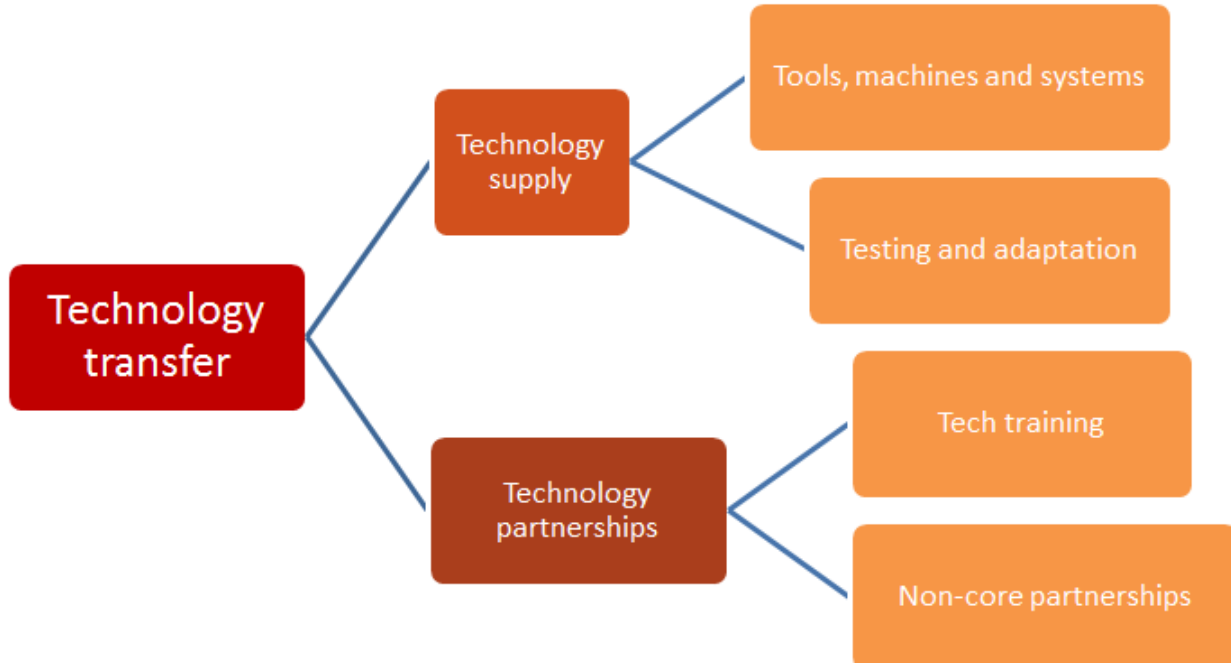 Technology
transfer
Technology
supply
Tools, machines and systems
Testing and adaptation
Technology
partnerships
Tech training
Non-core partnerships